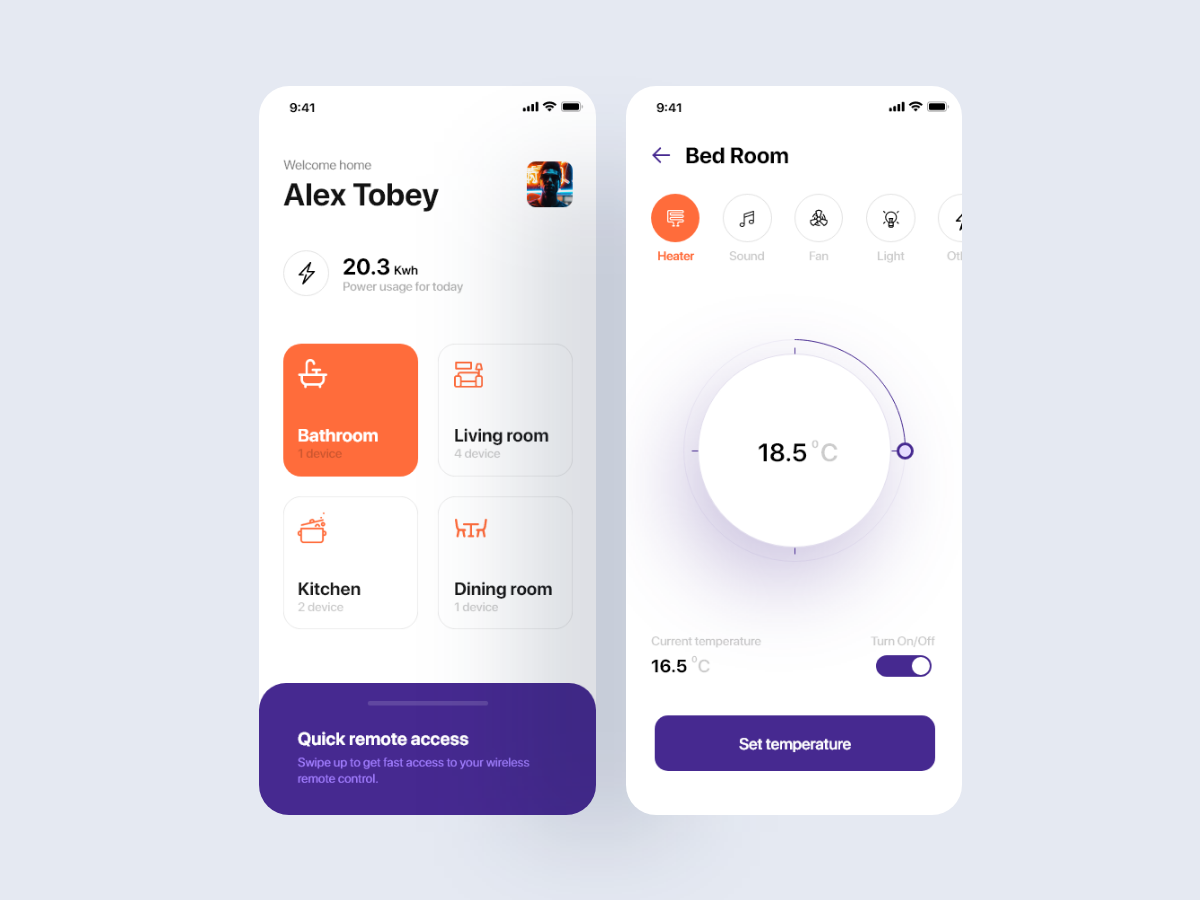 9:41
Welcome home
Alex Tobey
20.3 Kwh
Power usage for today
Bathroom
1 device
Living room
4 device
Kitchen
2 device
Dining room
1 device
Quick remote access
Swipe up to get fast access to your wireless
remote control.
9:41
Bed Room
Heater Sound Fan Light Otl
18.5 °C
Current temperature
16.5 °C
Turn On/Off
Set temperature